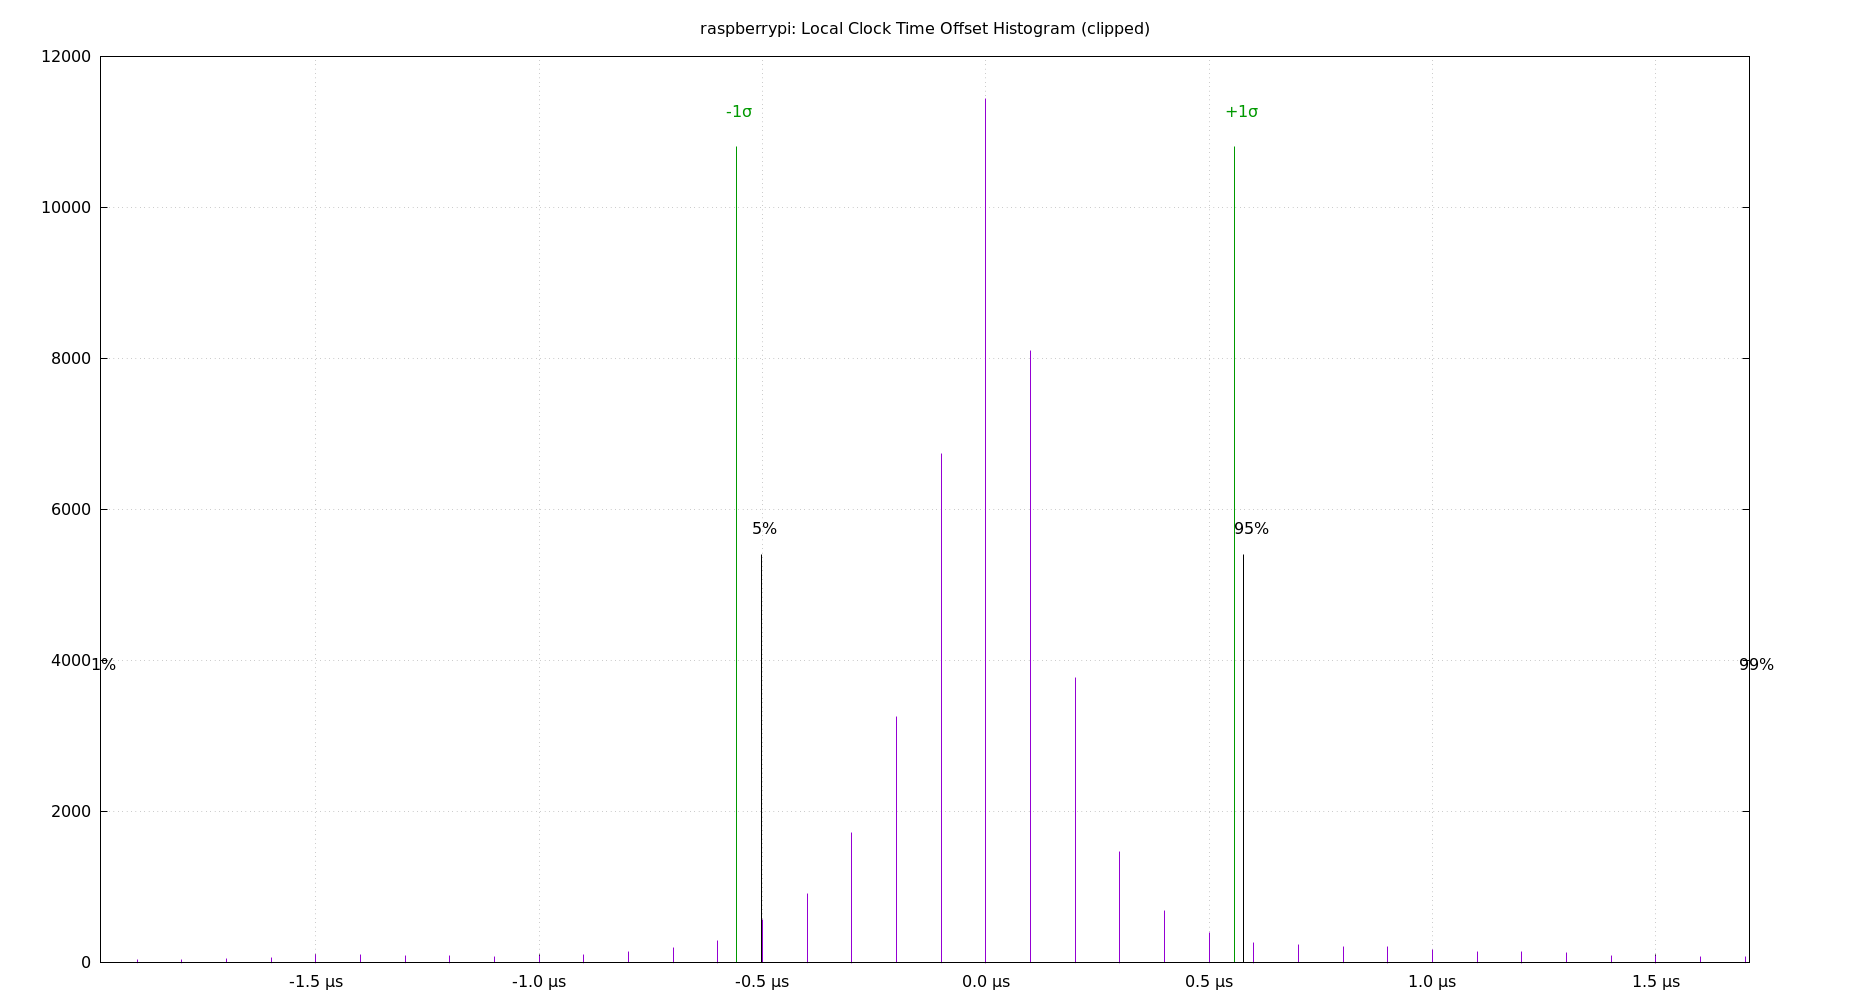 raspberrypi: Local Clock Time Offset Histogram (clipped)
12000
-1σ
+1σ
10000
8000
6000
5%
95%
4000
1%
99%
2000
0
-1.5 µs
-1.0 µs
-0.5 µs
0.0 µs
0.5 µs
1.0 µs
1.5 µs